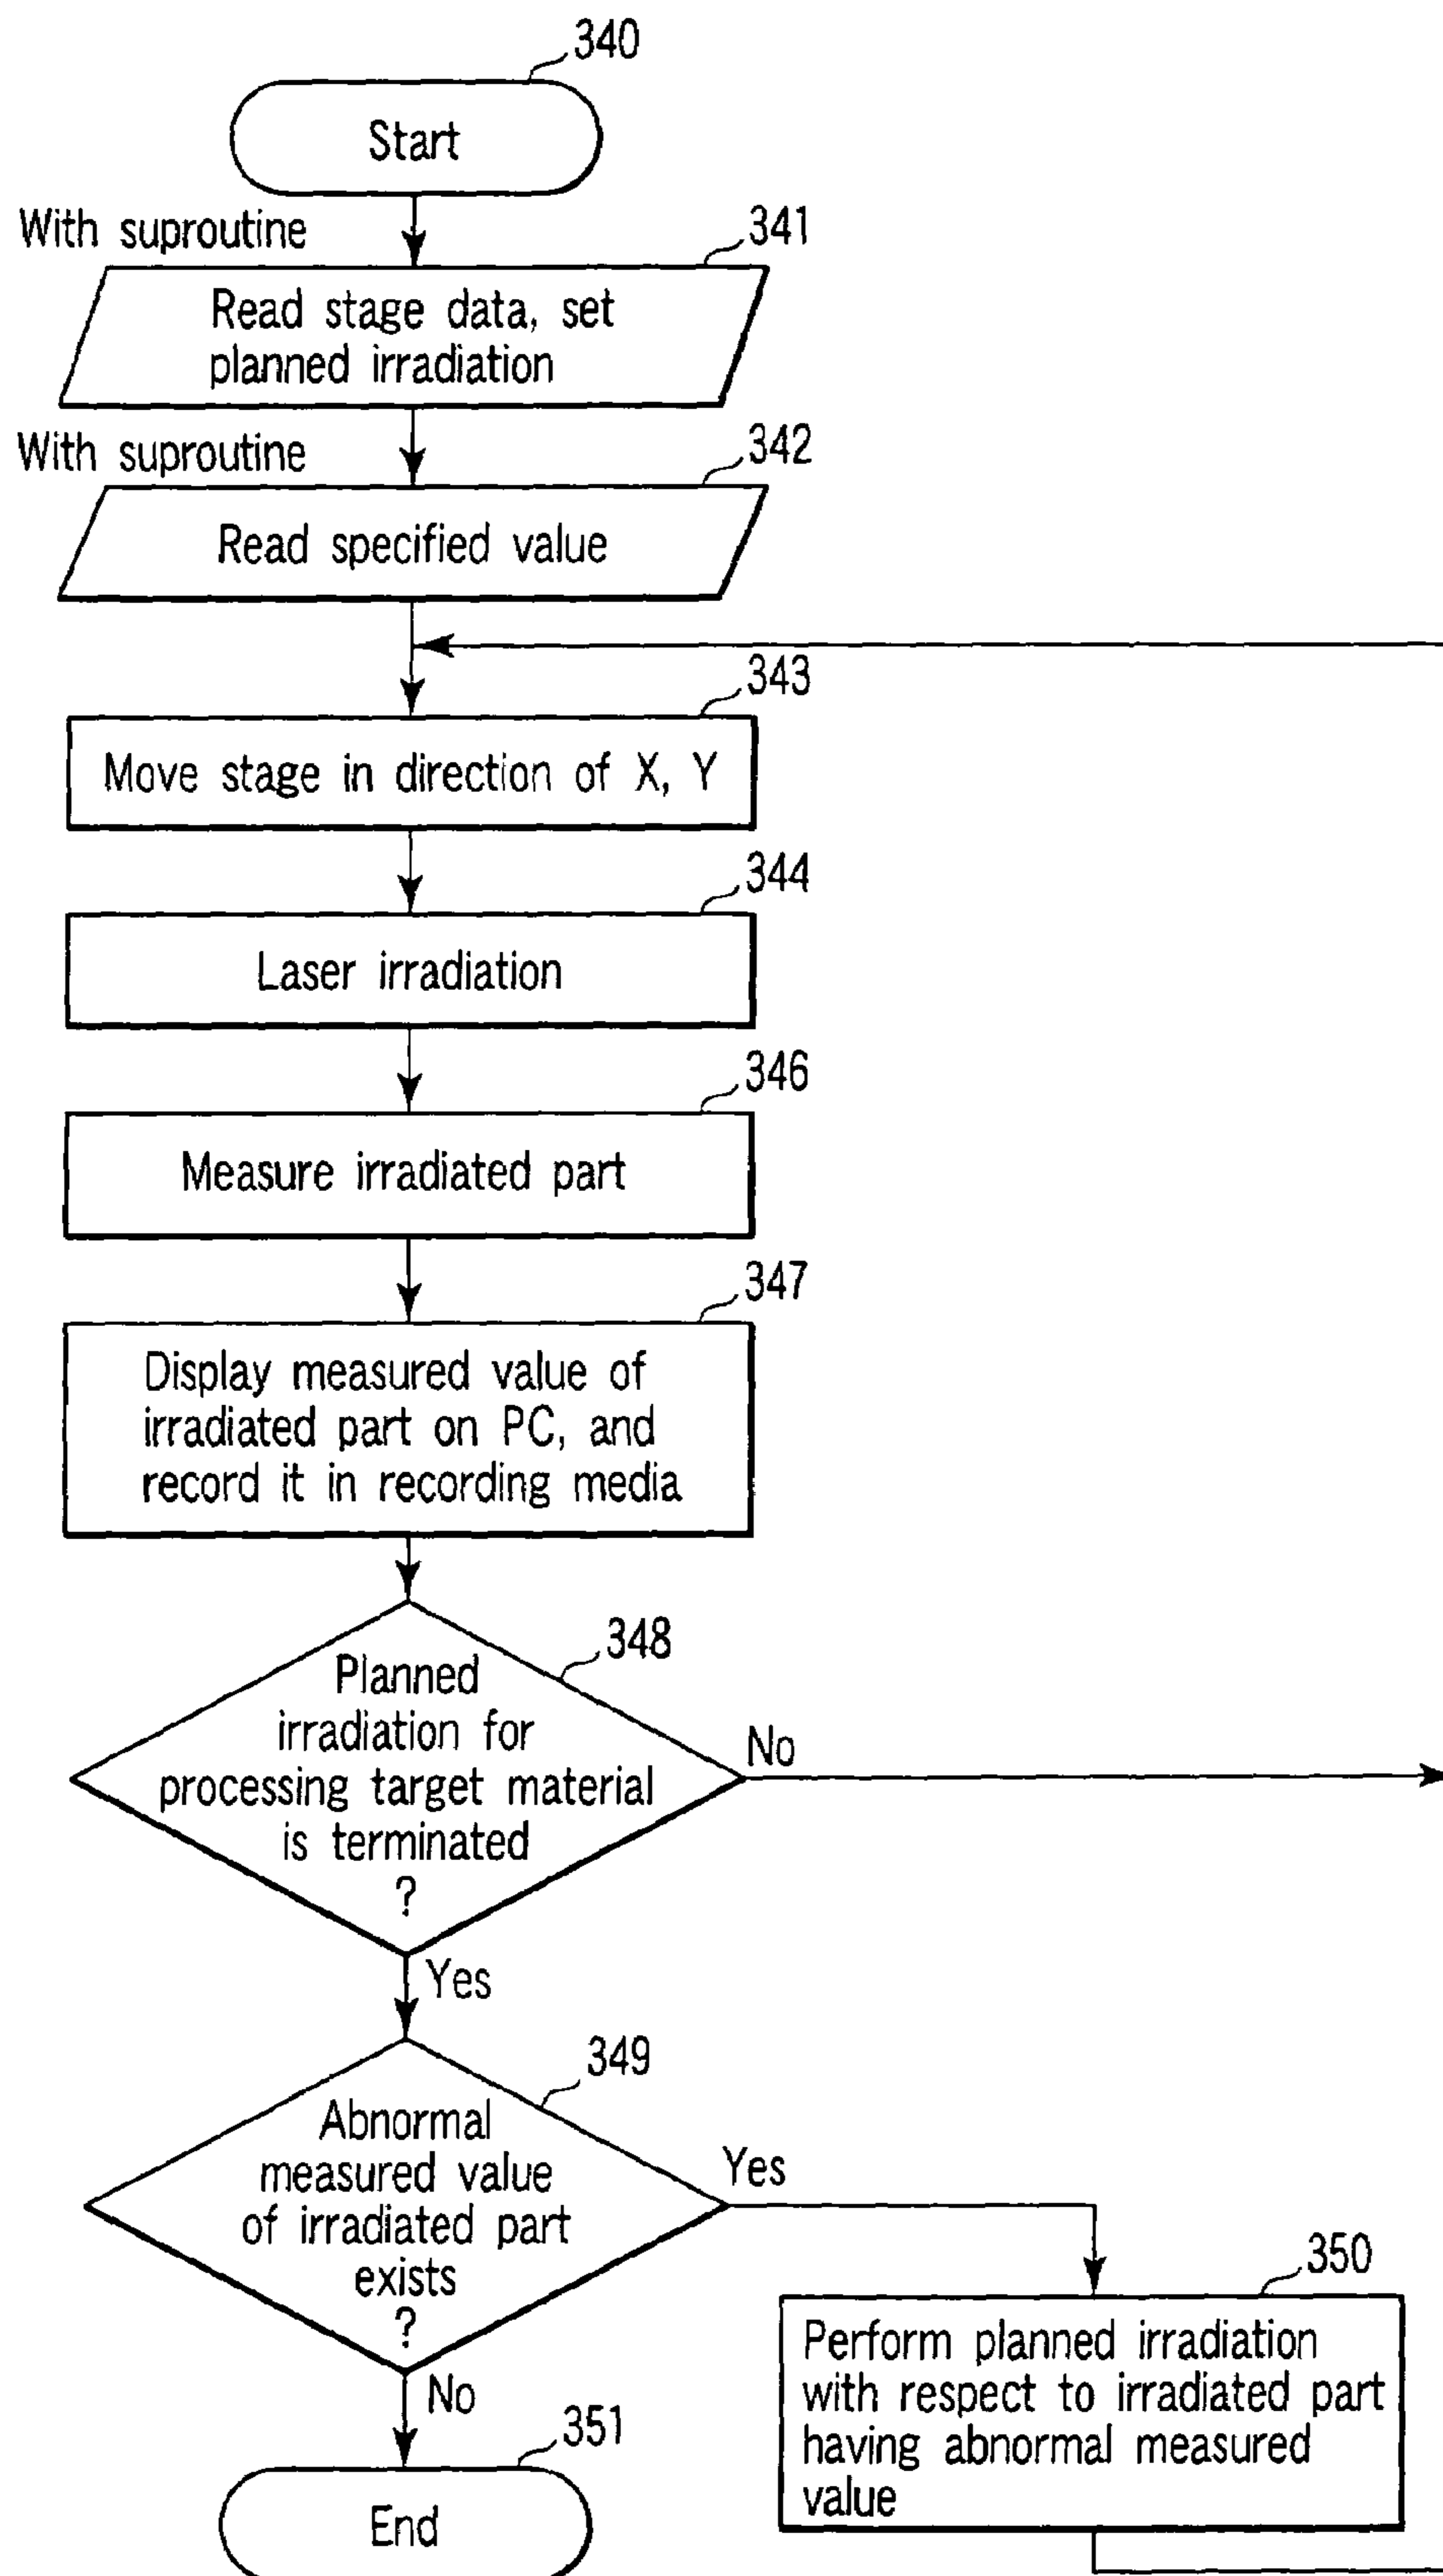 340
Start
With suproutine
341
Read stage data, set
planned irradiation
With suproutine
342
Read specified value
343
Move stage in direction of X, Y
344
Laser irradiation
346
Measure irradiated part
347
Display measured value of
irradiated part on PC, and
record it in recording media
348
Planned
irradiation for
processing target material
is terminated
?
No
Yes
349
Abnormal
measured value
of irradiated part
exists
?
Yes
350
Perform planned irradiation
with respect to irradiated part
having abnormal measured
value
No
351
End